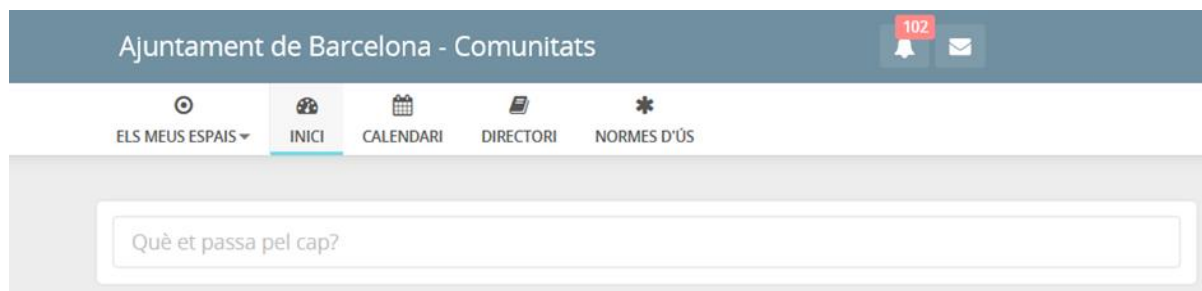 Ajuntament de Barcelona - Comunitats
102
ELS MEUS ESPAIS
INICI
CALENDARI
DIRECTORI
NORMES D'ÚS
Què et passa pel cap?